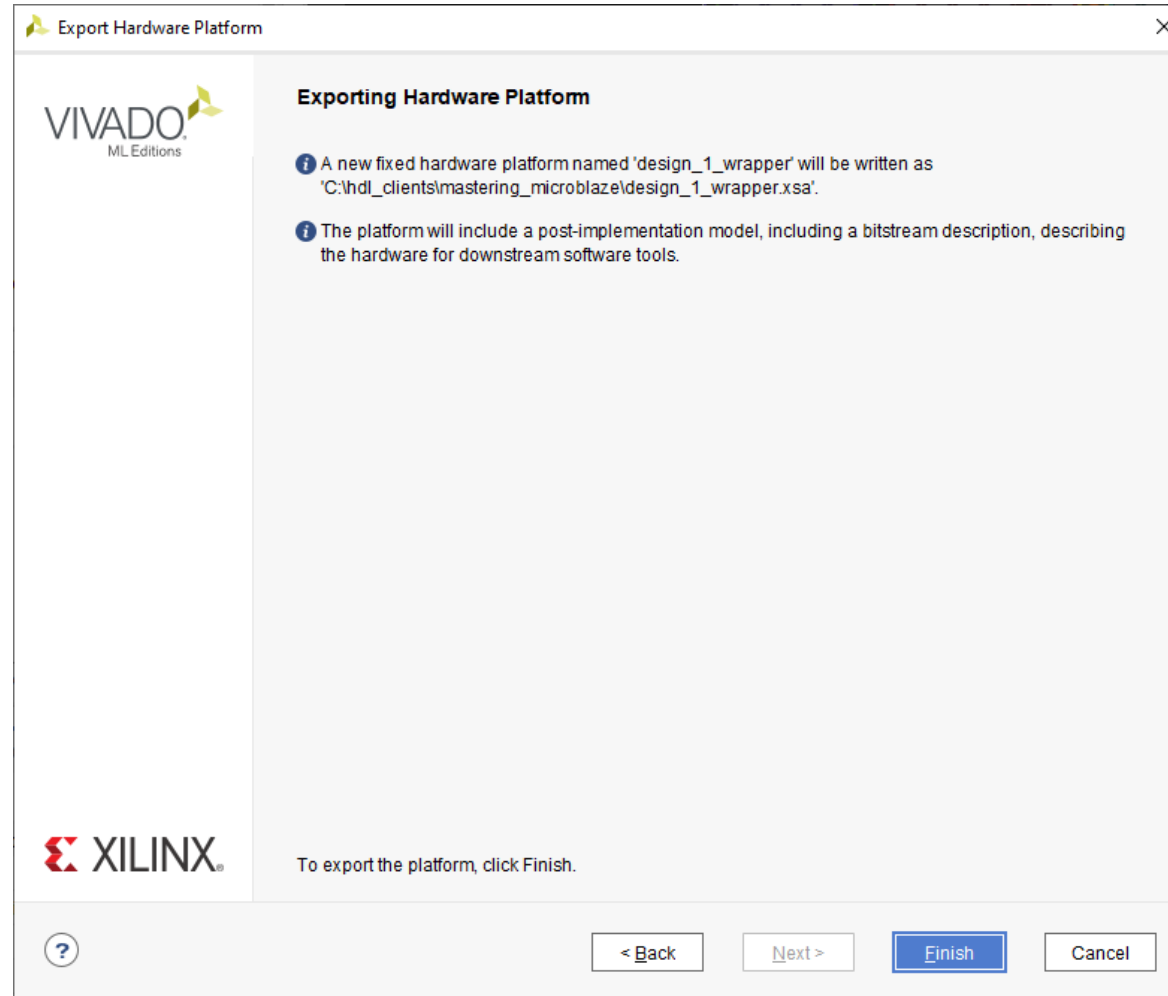 Export Hardware Platform
VIVADO.
ML Editions
Exporting Hardware Platform
A new fixed hardware platform named 'design_1_wrapper' will be written as
'C:\hdl_clients\mastering_microblaze\design_1_wrapper.xsa'.
The platform will include a post-implementation model, including a bitstream description, describing
the hardware for downstream software tools.
XILINX®
To export the platform, click Finish.
? < Back Next > Finish Cancel